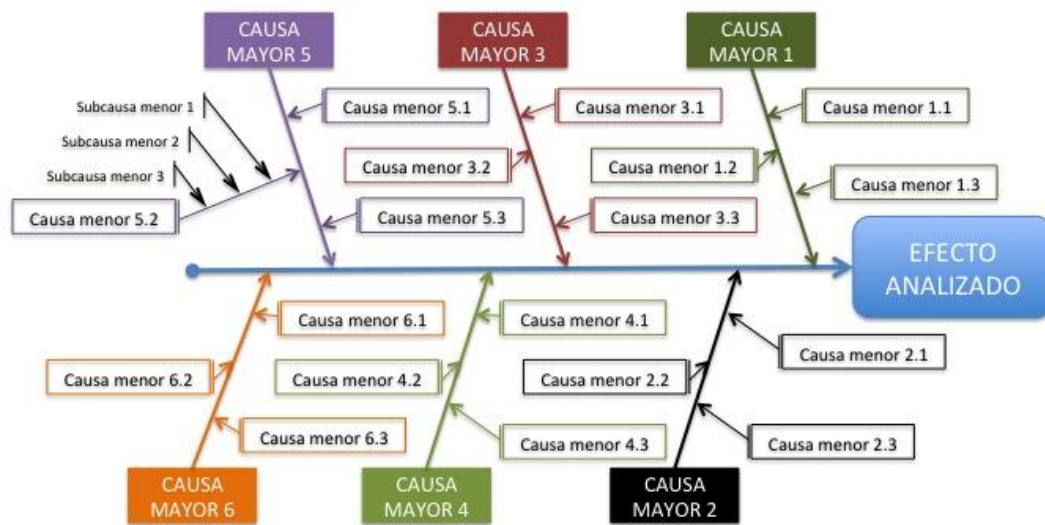 CAUSA
MAYOR 5
CAUSA
MAYOR 3
CAUSA
MAYOR 1
Subcausa menor 1
Subcausa menor 2
Subcausa menor 3
Causa menor 5.1
Causa menor 5.2
Causa menor 5.3
Causa menor 3.1
Causa menor 3.2
Causa menor 3.3
Causa menor 1.1
Causa menor 1.2
Causa menor 1.3
EFECTO
ANALIZADO
Causa menor 6.1
Causa menor 6.2
Causa menor 6.3
Causa menor 4.1
Causa menor 4.2
Causa menor 4.3
Causa menor 2.1
Causa menor 2.2
Causa menor 2.3
CAUSA
MAYOR 6
CAUSA
MAYOR 4
CAUSA
MAYOR 2